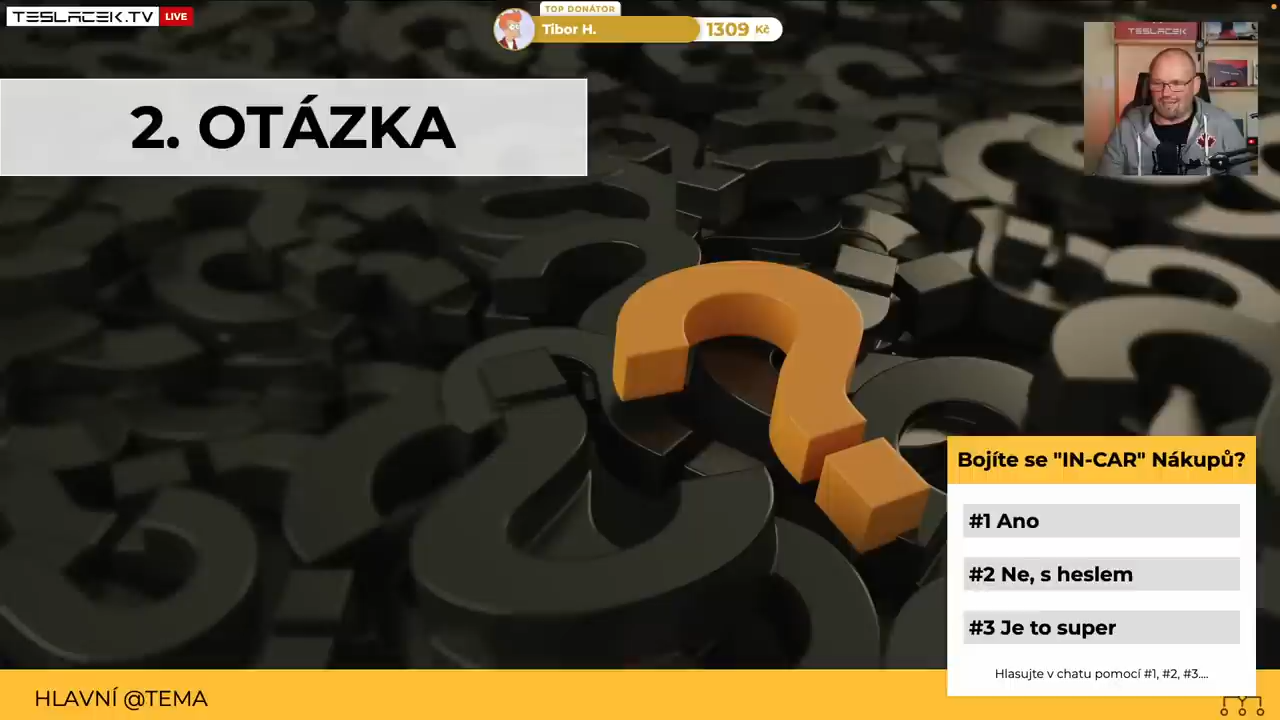 TESLACEK.TV LIVE
TOP DONÁTOR
Tibor H.
1309 Kč
TESLACEK
2. OTÁZKA
Bojíte se "IN-CAR" Nákupů?
#1 Ano
#2 Ne, s heslem
#3 Je to super
Hlasujte v chatu pomocí #1, #2, #3....
HLAVNÍ @TEMA